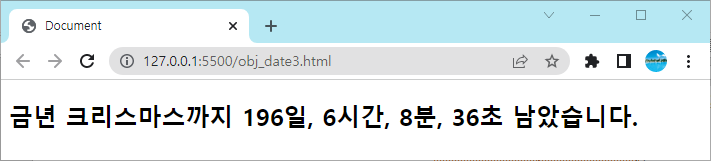 Document
127.0.0.1:5500/obj_date3.html
금년 크리스마스까지 196일, 6시간, 8분, 36초 남았습니다.